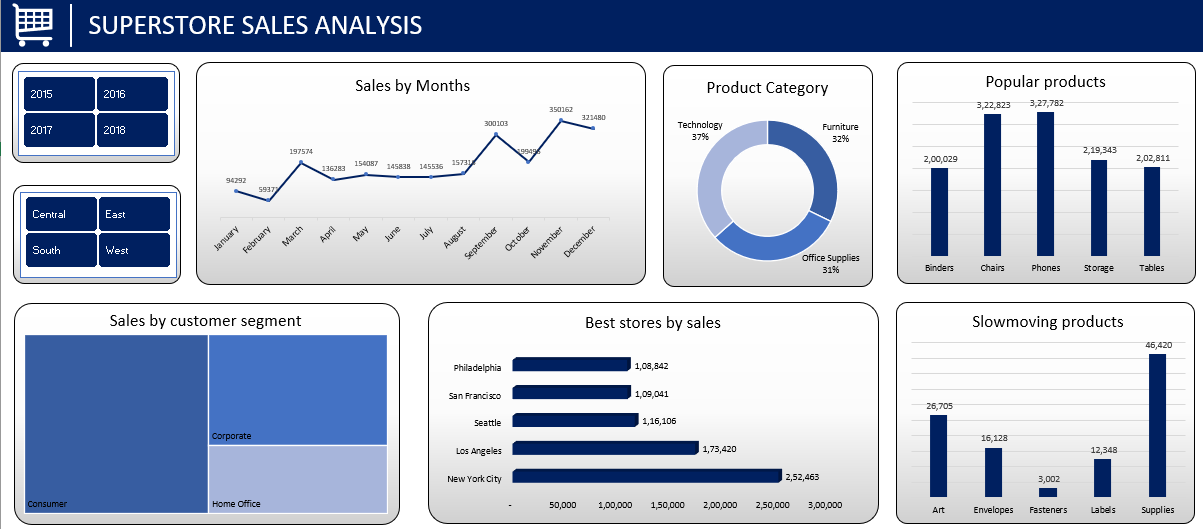 SUPERSTORE SALES ANALYSIS
2015 2016
2017 2018
Central East
South West
Sales by Months
94292 59371 197574 136283 154087 145838 145536 300103 350162 321480
January February March April May June July August September October November December
Product Category
Technology
37%
Furniture
32%
Office Supplies
31%
Popular products
2,00,029 3,22,823 3,27,782 2,19,343 2,02,811
Binders Chairs Phones Storage Tables
Sales by customer segment
Consumer
Corporate
Home Office
Best stores by sales
Philadelphia 1,08,842
San Francisco 1,09,041
Seattle 1,16,106
Los Angeles 1,73,420
New York City 2,52,463
- 50,000 1,00,000 1,50,000 2,00,000 2,50,000 3,00,000
Slowmoving products
26,705 16,128 3,002 12,348 46,420
Art Envelopes Fasteners Labels Supplies